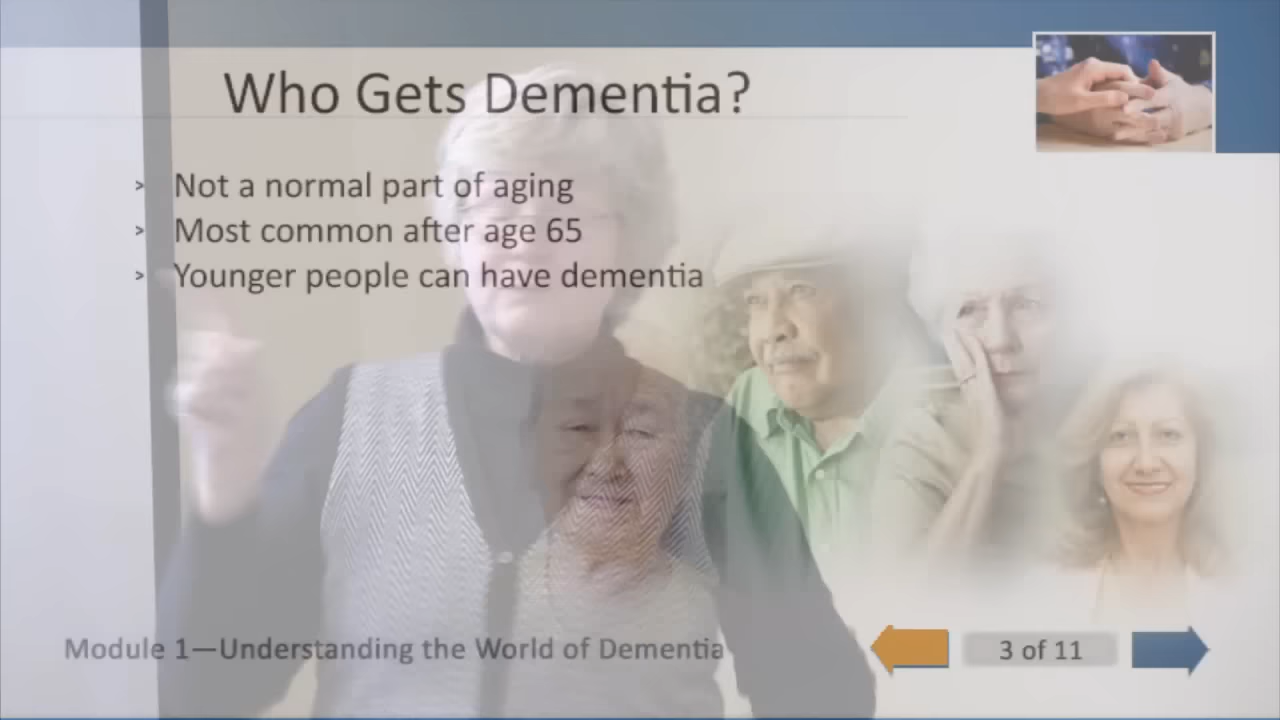 Who Gets Dementia?
> Not a normal part of aging
> Most common after age 65
> Younger people can have dementia
Module 1—Understanding the World of Dementia
3 of 11